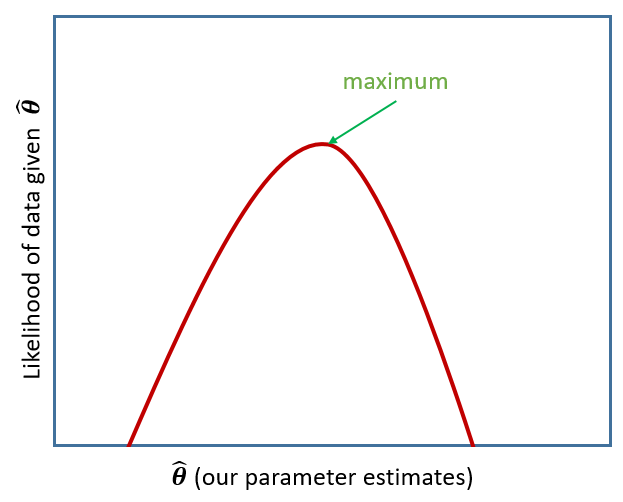 maximum
Likelihood of data given θ̂
θ̂ (our parameter estimates)